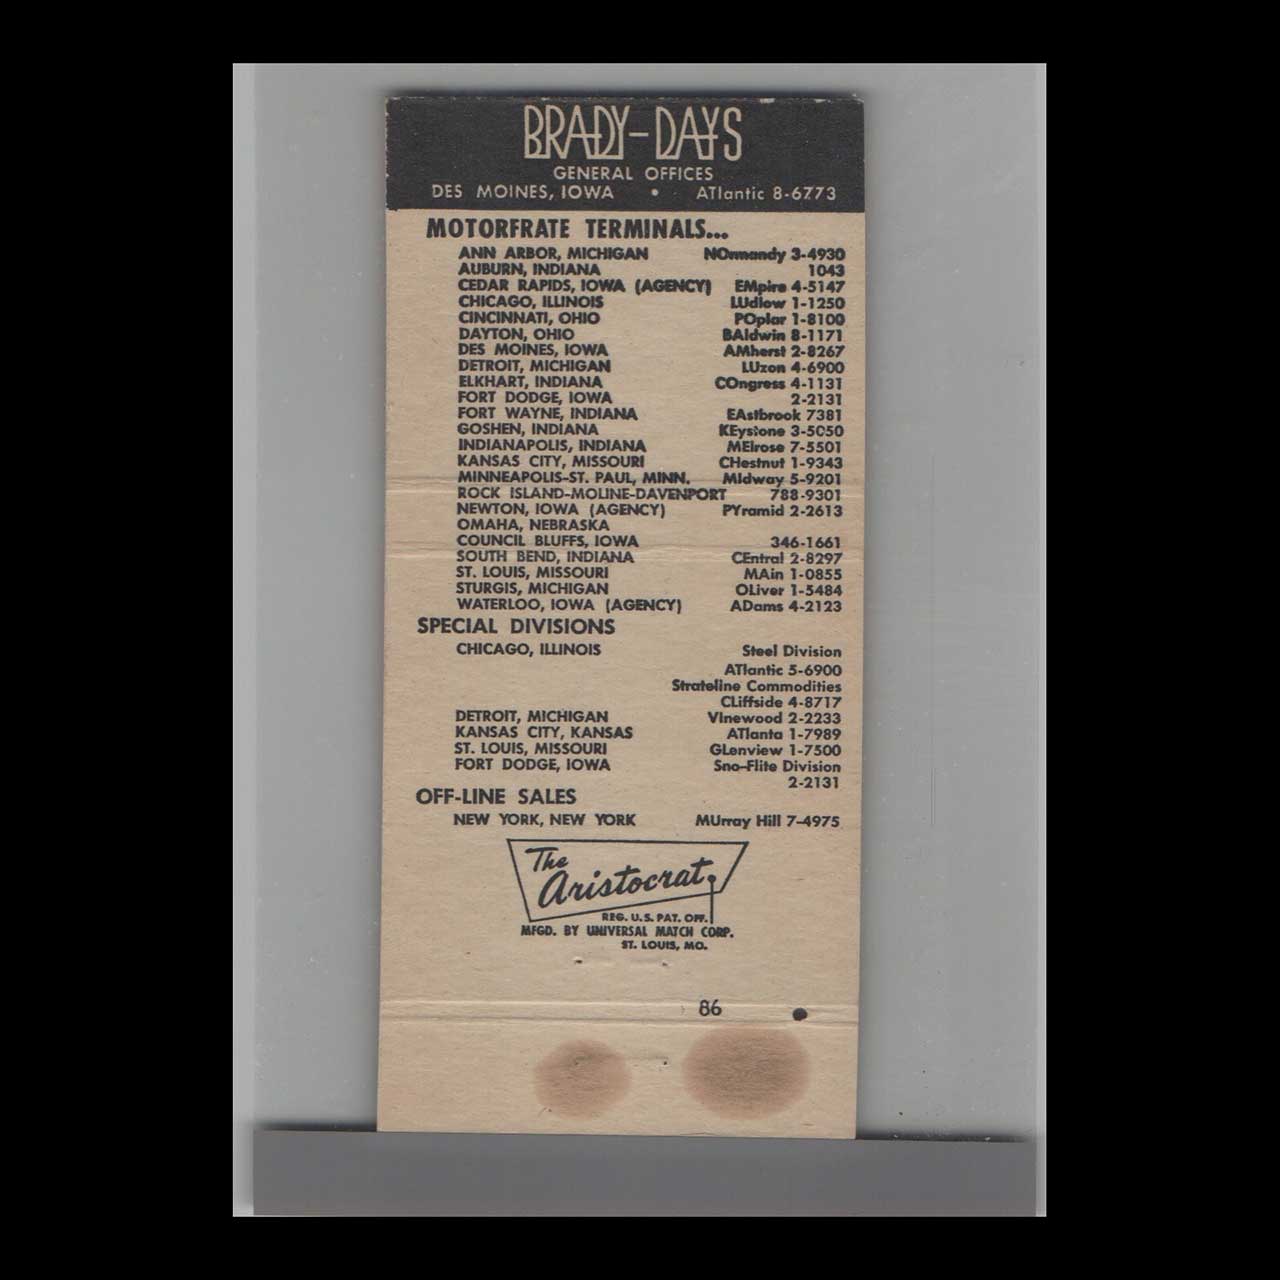 BRADY-DAYS
GENERAL OFFICES
DES MOINES, IOWA • ATlantic 8-6773
MOTORFRATE TERMINALS...
ANN ARBOR, MICHIGAN NOrmandy 3-4930
AUBURN, INDIANA 1043
CEDAR RAPIDS, IOWA (AGENCY) EMpire 4-5147
CHICAGO, ILLINOIS LUdlow 1-1250
CINCINNATI, OHIO POplar 1-8100
DAYTON, OHIO BAldwin 8-1171
DES MOINES, IOWA AMherst 2-8267
DETROIT, MICHIGAN LUzon 4-6900
ELKHART, INDIANA COngress 4-1131
FORT DODGE, IOWA 2-2131
FORT WAYNE, INDIANA EAstbrook 7381
GOSHEN, INDIANA KEystone 3-5050
INDIANAPOLIS, INDIANA MElrose 7-5501
KANSAS CITY, MISSOURI CHestnut 1-9343
MINNEAPOLIS-ST. PAUL, MINN. MIdway 5-9201
ROCK ISLAND-MOLINE-DAVENPORT 788-9301
NEWTON, IOWA (AGENCY) PYramid 2-2613
OMAHA, NEBRASKA
COUNCIL BLUFFS, IOWA 346-1661
SOUTH BEND, INDIANA CEntral 2-8297
ST. LOUIS, MISSOURI MAin 1-0855
STURGIS, MICHIGAN OLiver 1-5484
WATERLOO, IOWA (AGENCY) ADams 4-2123
SPECIAL DIVISIONS
CHICAGO, ILLINOIS Steel Division
ATlantic 5-6900
Strateline Commodities
CLiffside 4-8717
DETROIT, MICHIGAN VInewood 2-2233
KANSAS CITY, KANSAS ATlanta 1-7989
ST. LOUIS, MISSOURI GLenview 1-7500
FORT DODGE, IOWA Sno-Flite Division
2-2131
OFF-LINE SALES
NEW YORK, NEW YORK MUrray Hill 7-4975
The
Aristocrat
REG. U.S. PAT. OFF.
MFGD. BY UNIVERSAL MATCH CORP.
ST. LOUIS, MO.
86